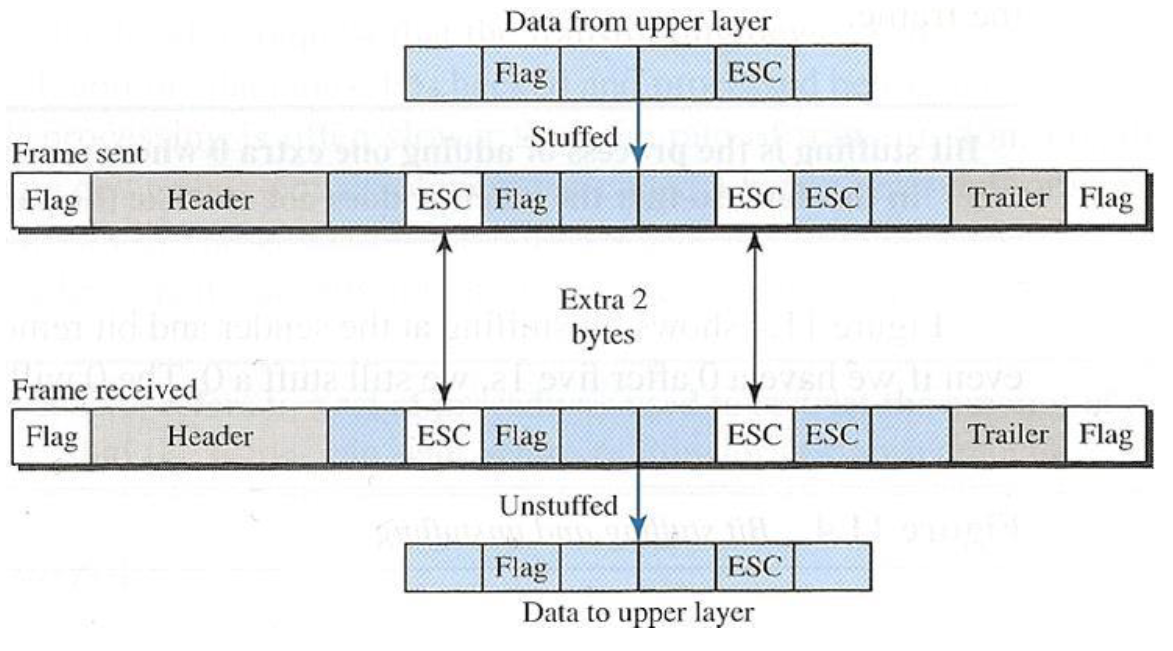 Data from upper layer
Flag ESC
Stuffed
Frame sent
Flag Header ESC Flag ESC ESC Trailer Flag
Extra 2
bytes
Frame received
Flag Header ESC Flag ESC ESC Trailer Flag
Unstuffed
Flag ESC
Data to upper layer